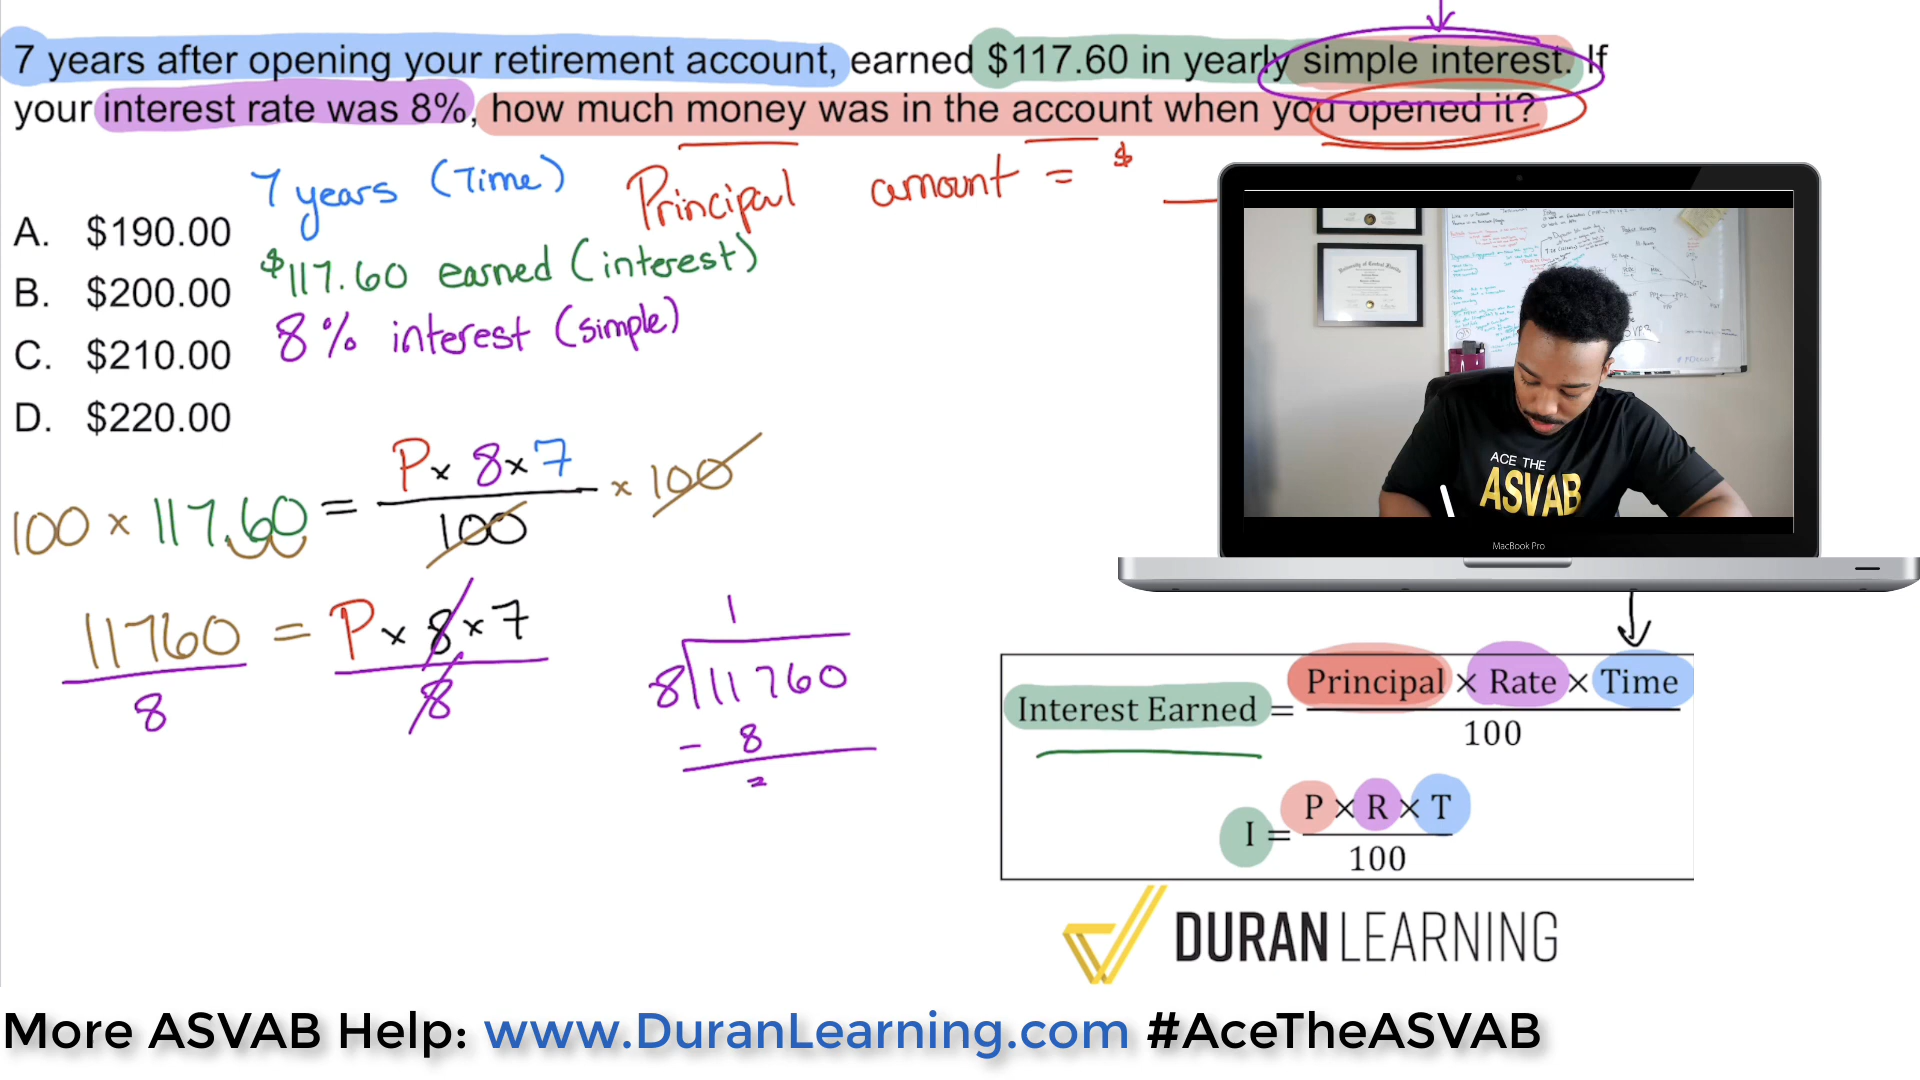 7 years after opening your retirement account, earned $117.60 in yearly simple interest. If
your interest rate was 8%, how much money was in the account when you opened it?
7 years (Time)
Principal amount = $
A. $190.00
$117.60 earned (interest)
B. $200.00
8% interest (simple)
C. $210.00
D. $220.00
P × 8 × 7
100 × 117.60 = × 100
100
11760 = P × 8 × 7
8 8
1
8 11760
- 8
=
University of Central Florida
ACE THE
ASVAB
MacBook Pro
Principal × Rate × Time
Interest Earned =
100
P × R × T
I =
100
DURAN LEARNING
More ASVAB Help: www.DuranLearning.com #AceTheASVAB